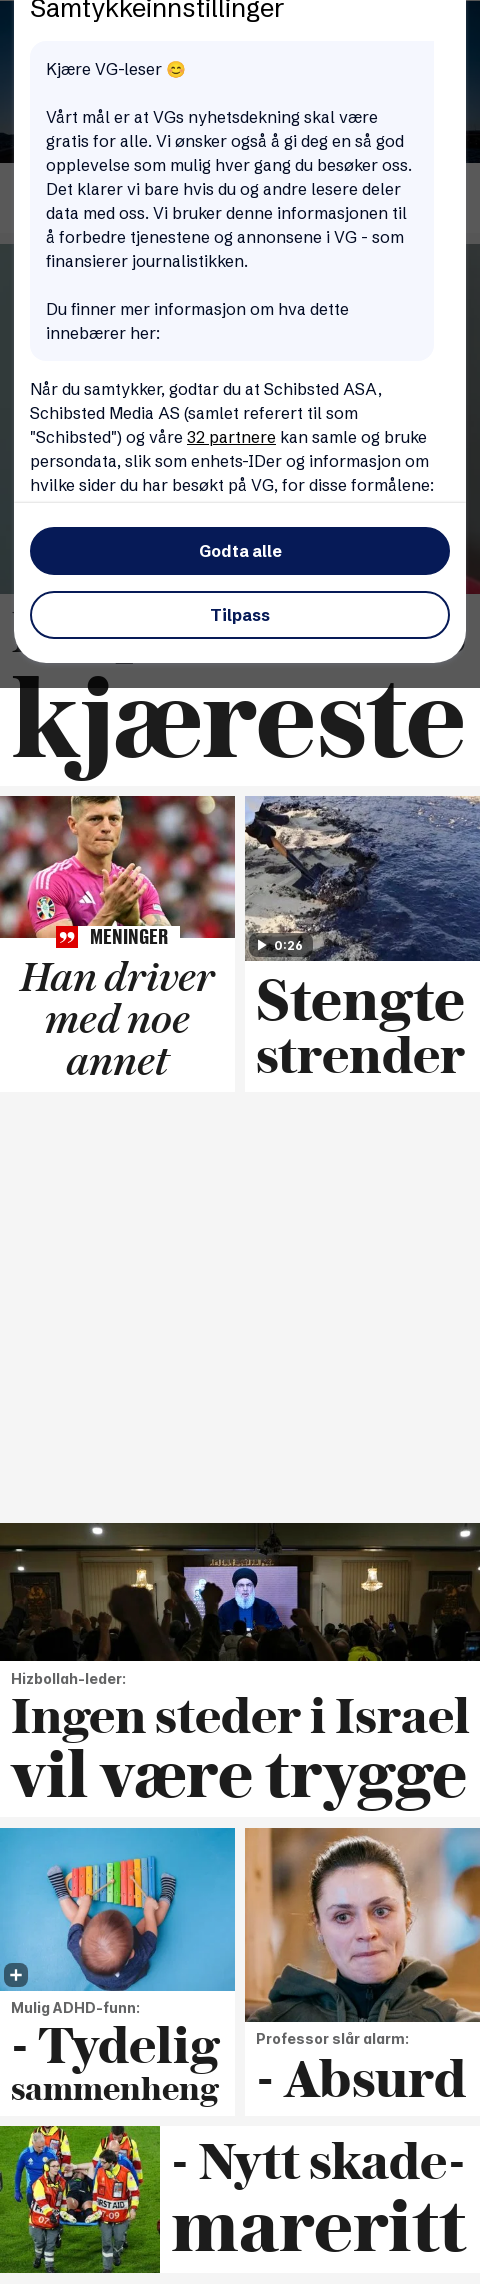 Samtykkeinnstillinger
Kjære VG-leser 😊
Vårt mål er at VGs nyhetsdekning skal være
gratis for alle. Vi ønsker også å gi deg en så god
opplevelse som mulig hver gang du besøker oss.
Det klarer vi bare hvis du og andre lesere deler
data med oss. Vi bruker denne informasjonen til
å forbedre tjenestene og annonsene i VG - som
finansierer journalistikken.
Du finner mer informasjon om hva dette
innebærer her:
Når du samtykker, godtar du at Schibsted ASA,
Schibsted Media AS (samlet referert til som
"Schibsted") og våre 32 partnere kan samle og bruke
persondata, slik som enhets-IDer og informasjon om
hvilke sider du har besøkt på VG, for disse formålene:
Godta alle
Tilpass
kjæreste
MENINGER
Han driver
med noe
annet
0:26
Stengte
strender
Hizbollah-leder:
Ingen steder i Israel
vil være trygge
Mulig ADHD-funn:
- Tydelig
sammenheng
Professor slår alarm:
- Absurd
FIRST AID
07
09
- Nytt skade-
mareritt